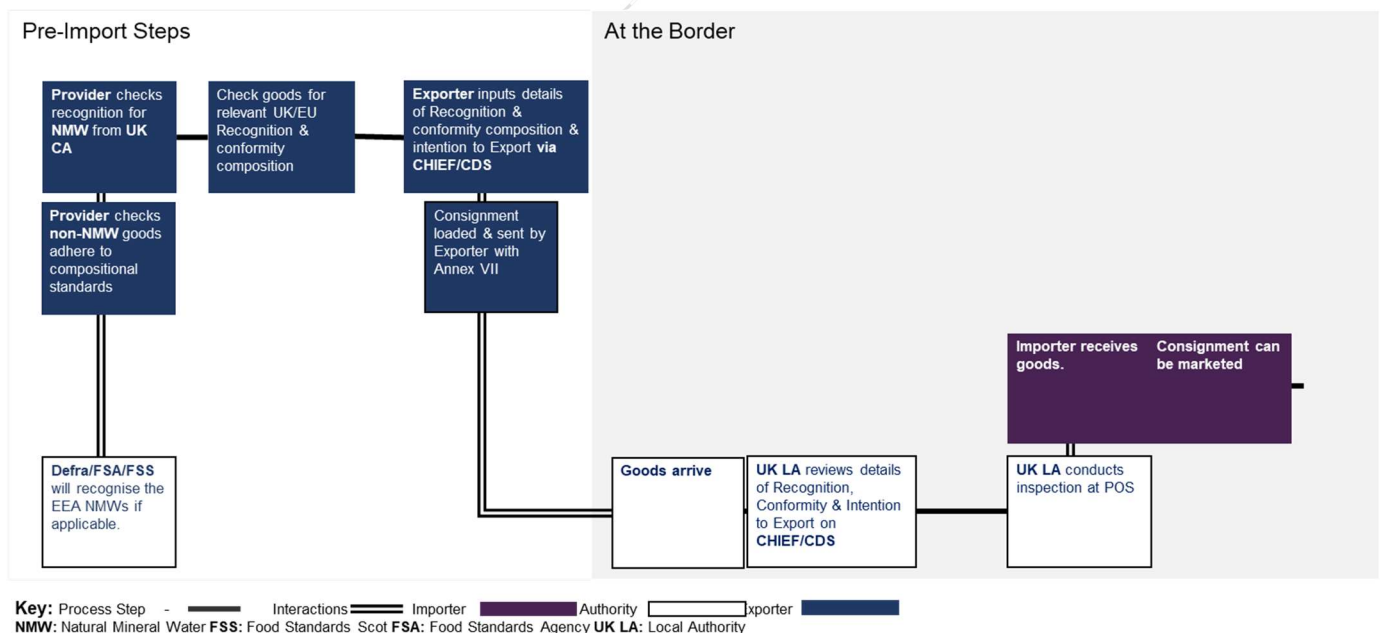 Pre-Import Steps
At the Border
Provider checks
recognition for
NMW from UK
CA
Check goods for
relevant UK/EU
Recognition &
conformity
composition
Exporter inputs details
of Recognition &
conformity composition &
intention to Export via
CHIEF/CDS
Provider checks
non-NMW goods
adhere to
compositional
standards
Consignment
loaded & sent by
Exporter with
Annex VII
Importer receives
goods.
Consignment can
be marketed
Defra/FSA/FSS
will recognise the
EEA NMWs if
applicable.
Goods arrive
UK LA reviews details
of Recognition,
Conformity & Intention
to Export on
CHIEF/CDS
UK LA conducts
inspection at POS
Key: Process Step - Interactions Importer Authority xporter
NMW: Natural Mineral Water FSS: Food Standards Scot FSA: Food Standards Agency UK LA: Local Authority